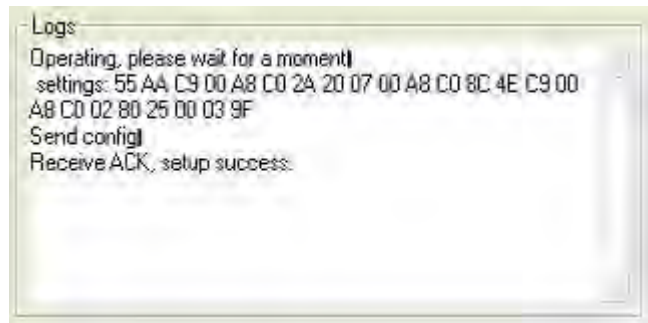 Logs
Operating, please wait for a moment
settings: 55 AA C9 00 A8 C0 2A 20 07 00 A8 C0 8C 4E C9 00
A8 C0 02 80 25 00 03 9F
Send config
Receive ACK, setup success.